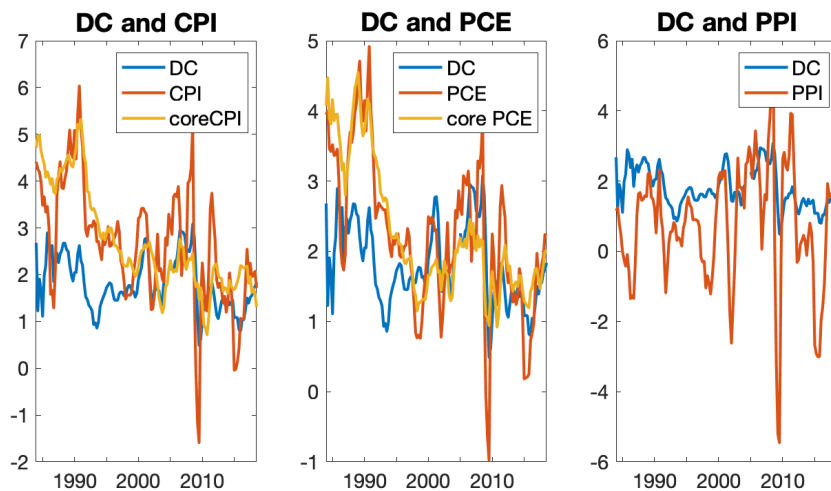 DC and CPI
7
6
5
4
3
2
1
0
-1
-2
1990 2000 2010
DC
CPI
coreCPI
DC and PCE
5
4
3
2
1
0
-1
1990 2000 2010
DC
PCE
core PCE
DC and PPI
6
4
2
0
-2
-4
-6
1990 2000 2010
DC
PPI